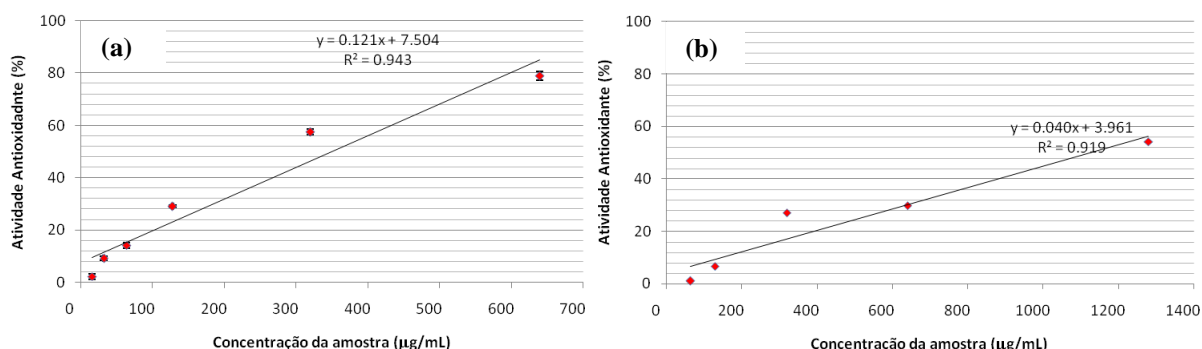 (a)
y = 0.121x + 7.504
R² = 0.943
Atividade Antioxidadnte (%)
100
80
60
40
20
0
0 100 200 300 400 500 600 700
Concentração da amostra (µg/mL)
(b)
y = 0.040x + 3.961
R² = 0.919
Atividade Antioxidante (%)
100
80
60
40
20
0
0 200 400 600 800 1000 1200 1400
Concentração da amostra (µg/mL)